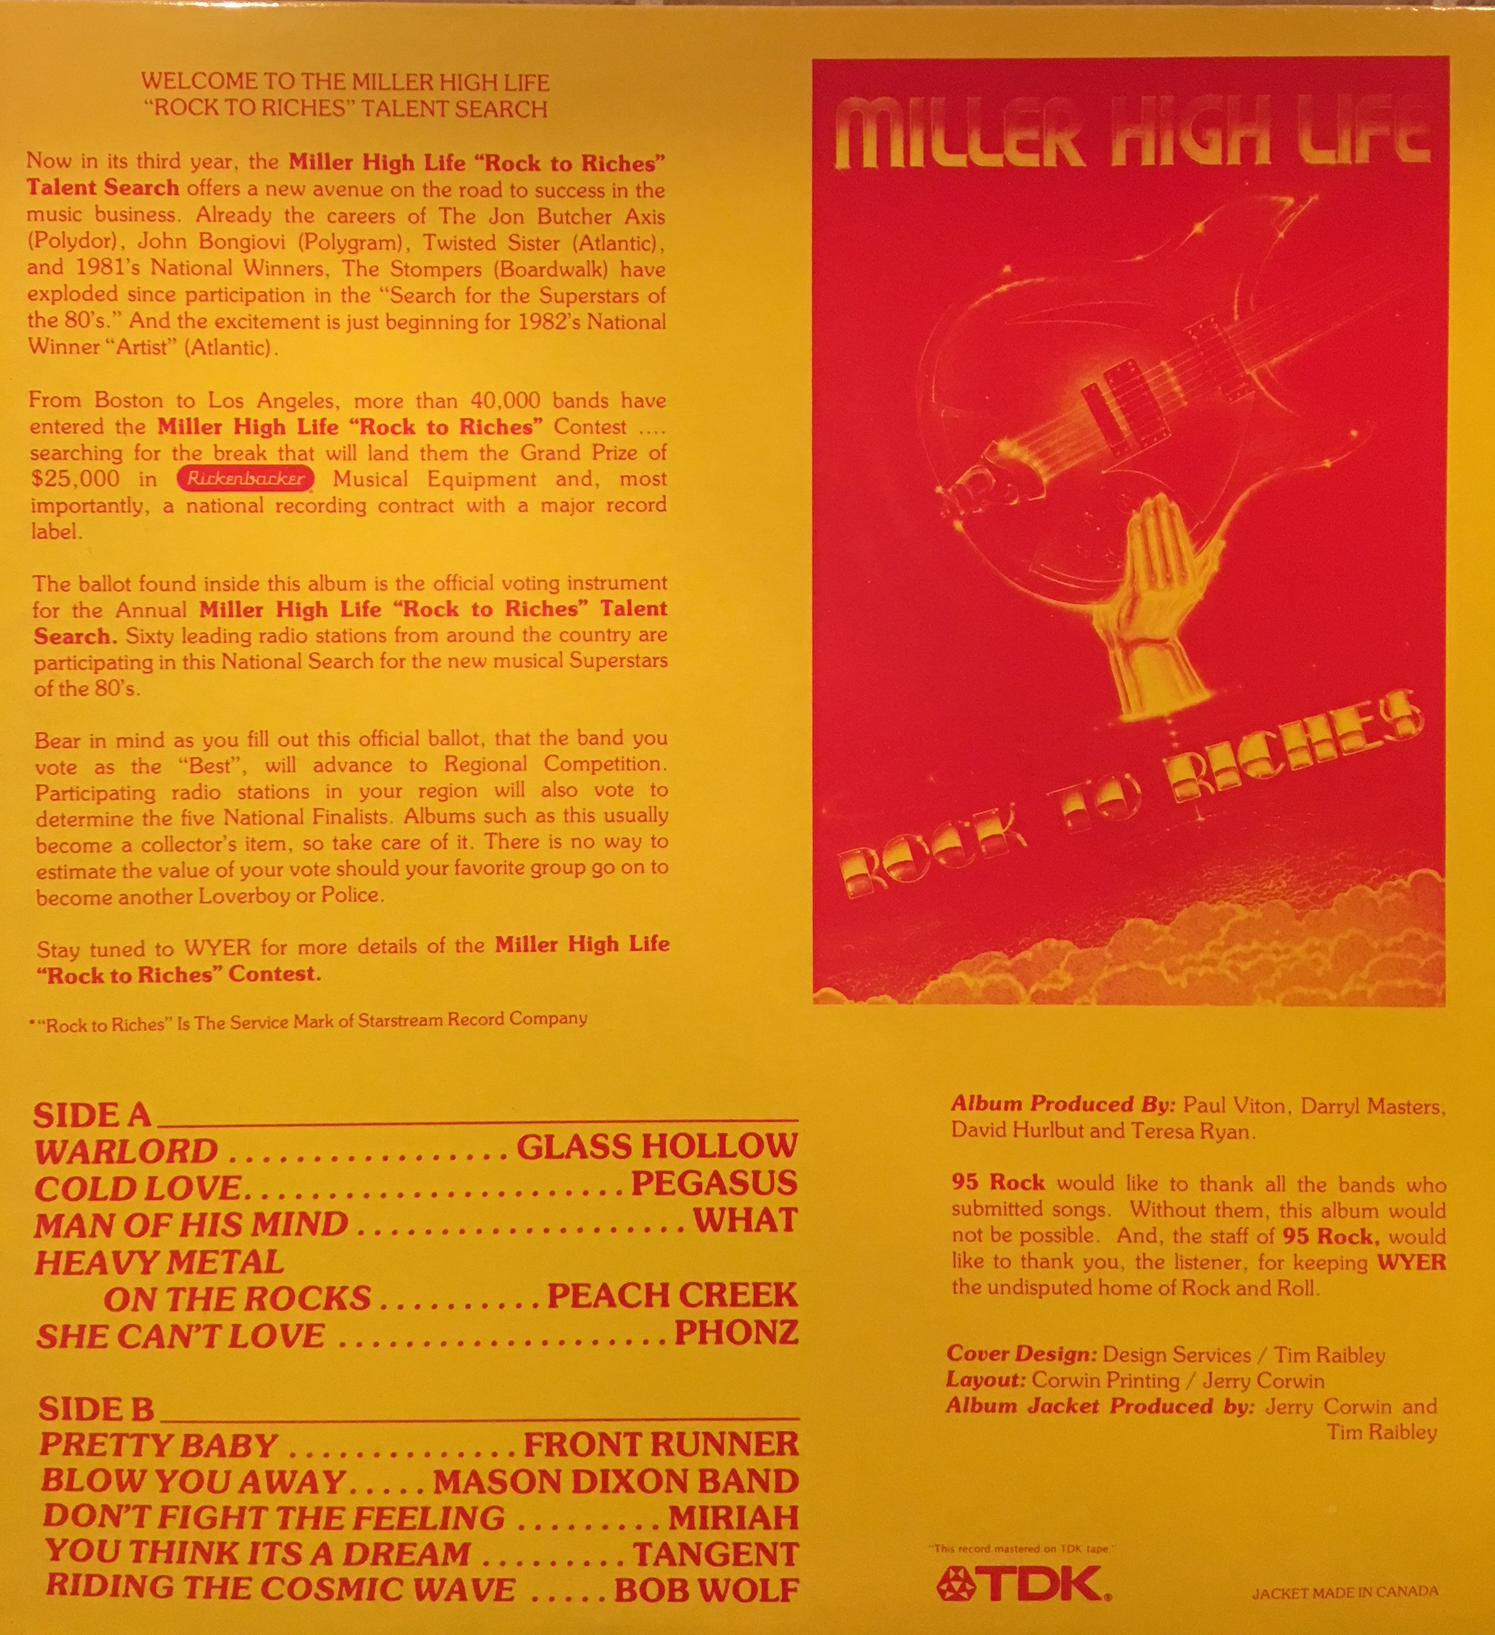 WELCOME TO THE MILLER HIGH LIFE
“ROCK TO RICHES” TALENT SEARCH
Now in its third year, the Miller High Life “Rock to Riches”
Talent Search offers a new avenue on the road to success in the
music business. Already the careers of The Jon Butcher Axis
(Polydor), John Bongiovi (Polygram), Twisted Sister (Atlantic),
and 1981's National Winners, The Stompers (Boardwalk) have
exploded since participation in the “Search for the Superstars of
the 80's.” And the excitement is just beginning for 1982's National
Winner “Artist” (Atlantic).
From Boston to Los Angeles, more than 40,000 bands have
entered the Miller High Life “Rock to Riches” Contest ....
searching for the break that will land them the Grand Prize of
$25,000 in Rickenbacker Musical Equipment and, most
importantly, a national recording contract with a major record
label.
The ballot found inside this album is the official voting instrument
for the Annual Miller High Life “Rock to Riches” Talent
Search. Sixty leading radio stations from around the country are
participating in this National Search for the new musical Superstars
of the 80's.
Bear in mind as you fill out this official ballot, that the band you
vote as the “Best”, will advance to Regional Competition.
Participating radio stations in your region will also vote to
determine the five National Finalists. Albums such as this usually
become a collector's item, so take care of it. There is no way to
estimate the value of your vote should your favorite group go on to
become another Loverboy or Police.
Stay tuned to WYER for more details of the Miller High Life
“Rock to Riches” Contest.
*“Rock to Riches” Is The Service Mark of Starstream Record Company
MILLER HIGH LIFE
ROCK TO RICHES
SIDE A
WARLORD ................. GLASS HOLLOW
COLD LOVE....................... PEGASUS
MAN OF HIS MIND .................... WHAT
HEAVY METAL
ON THE ROCKS .......... PEACH CREEK
SHE CAN'T LOVE .................... PHONZ
SIDE B
PRETTY BABY .............. FRONT RUNNER
BLOW YOU AWAY..... MASON DIXON BAND
DON'T FIGHT THE FEELING ......... MIRIAH
YOU THINK ITS A DREAM ......... TANGENT
RIDING THE COSMIC WAVE ..... BOB WOLF
Album Produced By: Paul Viton, Darryl Masters,
David Hurlbut and Teresa Ryan.
95 Rock would like to thank all the bands who
submitted songs. Without them, this album would
not be possible. And, the staff of 95 Rock, would
like to thank you, the listener, for keeping WYER
the undisputed home of Rock and Roll.
Cover Design: Design Services / Tim Raibley
Layout: Corwin Printing / Jerry Corwin
Album Jacket Produced by: Jerry Corwin and
Tim Raibley
“This record mastered on TDK tape.”
TDK®
JACKET MADE IN CANADA